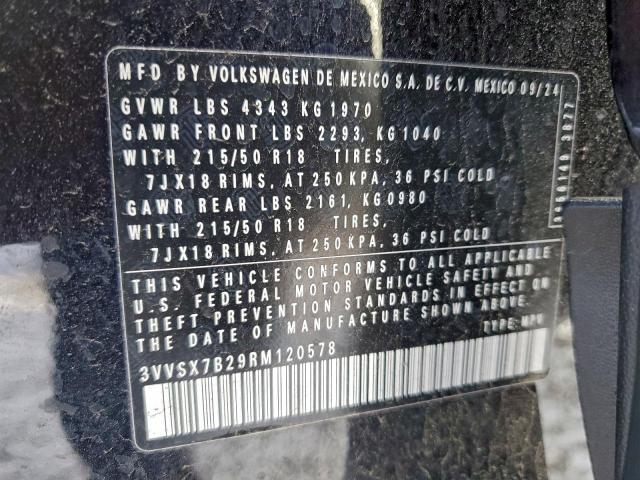 MFD BY VOLKSWAGEN DE MEXICO S.A. DE C.V. MEXICO 09/24
GVWR LBS 4343 KG 1970
GAWR FRONT LBS 2293, KG 1040
WITH 215/50 R18 TIRES,
7JX18 RIMS, AT 250 KPA, 36 PSI COLD
GAWR REAR LBS 2161, KG 0980
WITH 215/50 R18 TIRES,
7JX18 RIMS, AT 250 KPA, 36 PSI COLD
THIS VEHICLE CONFORMS TO ALL APPLICABLE
U.S. FEDERAL MOTOR VEHICLE SAFETY AND
THEFT PREVENTION STANDARDS IN EFFECT ON
THE DATE OF MANUFACTURE SHOWN ABOVE.
3VVSX7B29RM120578 TYPE: MPV